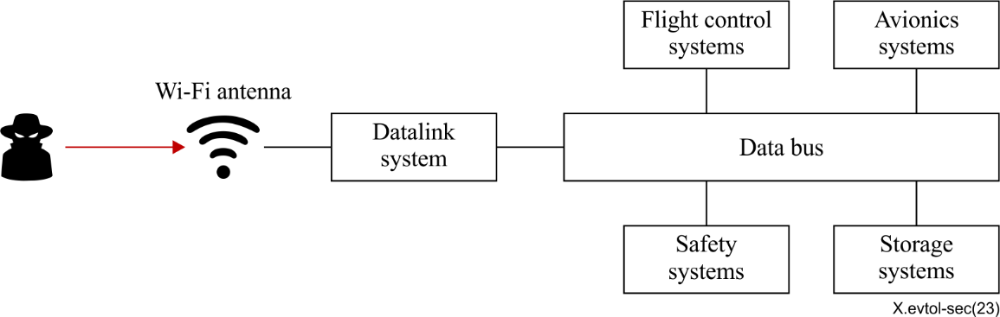 Flight control
systems
Avionics
systems
Wi-Fi antenna
Datalink
system
Data bus
Safety
systems
Storage
systems
X.evtol-sec(23)